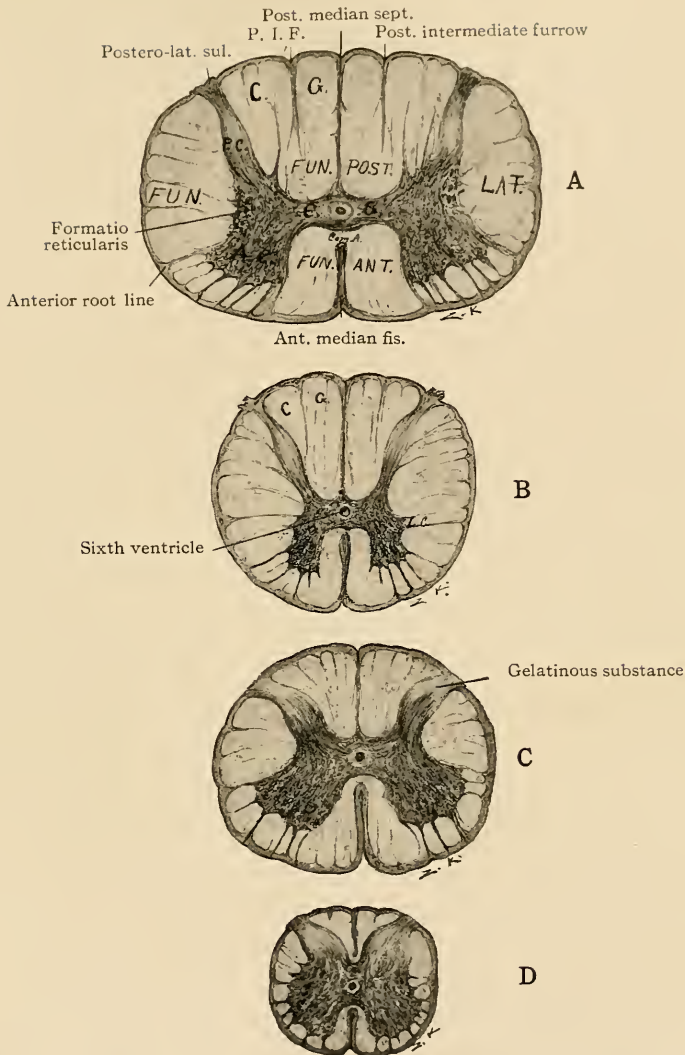 Post. median sept.
P. I. F. Post. intermediate furrow
Postero-lat. sul.
C. G.
P.C.
FUN. POST.
FUN. LAT. A
Formatio
reticularis
C. G.
Com A.
FUN. ANT.
Anterior root line
Z. K
Ant. median fis.
C G.
B
L.C.
Sixth ventricle
Z. K.
Gelatinous substance
C
Z. K.
D
Z. K